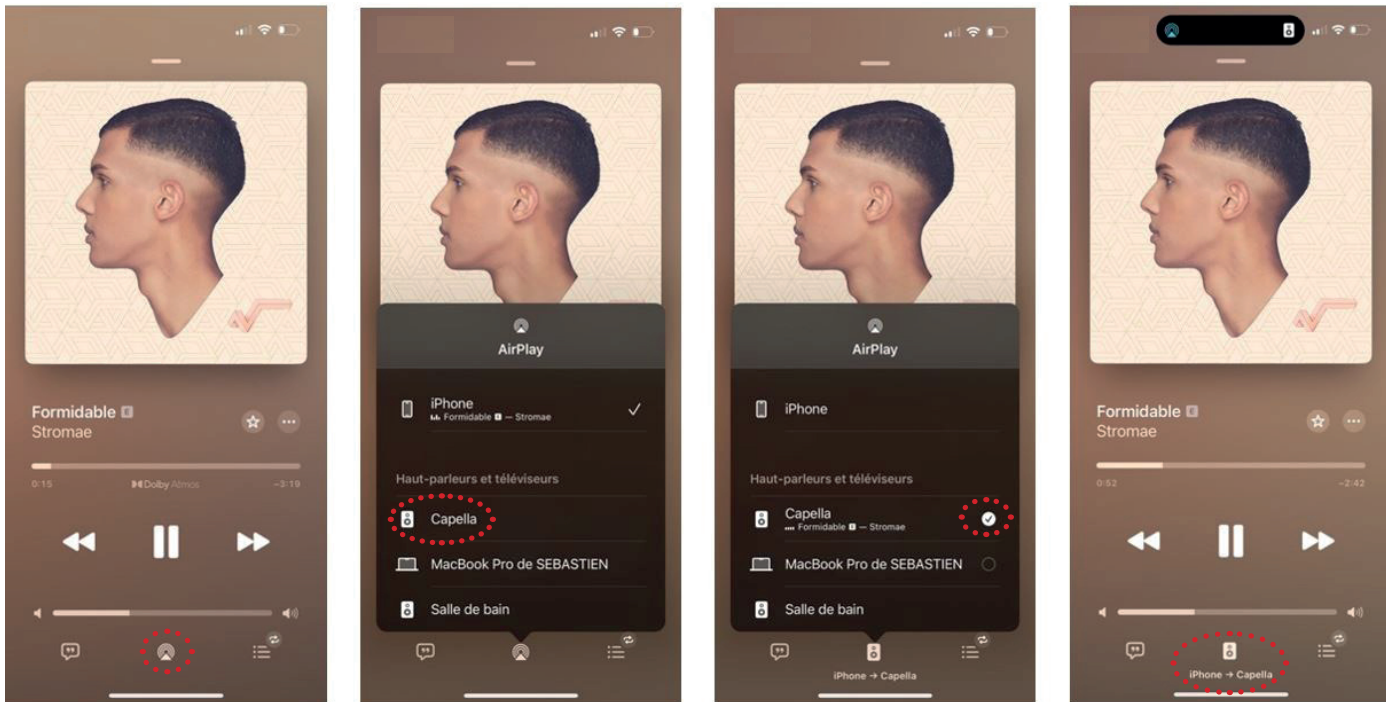 Formidable E
Stromae
0:15
Dolby Atmos
-3:19
AirPlay
iPhone
Formidable E — Stromae
Haut-parleurs et téléviseurs
Capella
MacBook Pro de SEBASTIEN
Salle de bain
AirPlay
iPhone
Haut-parleurs et téléviseurs
Capella
Formidable E — Stromae
MacBook Pro de SEBASTIEN
Salle de bain
iPhone → Capella
Formidable E
Stromae
0:52
-2:42
iPhone → Capella